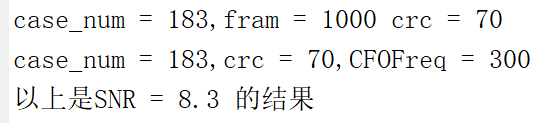 case_num = 183,fram = 1000 crc = 70
case_num = 183,crc = 70,CFOFreq = 300
以上是SNR = 8.3 的结果